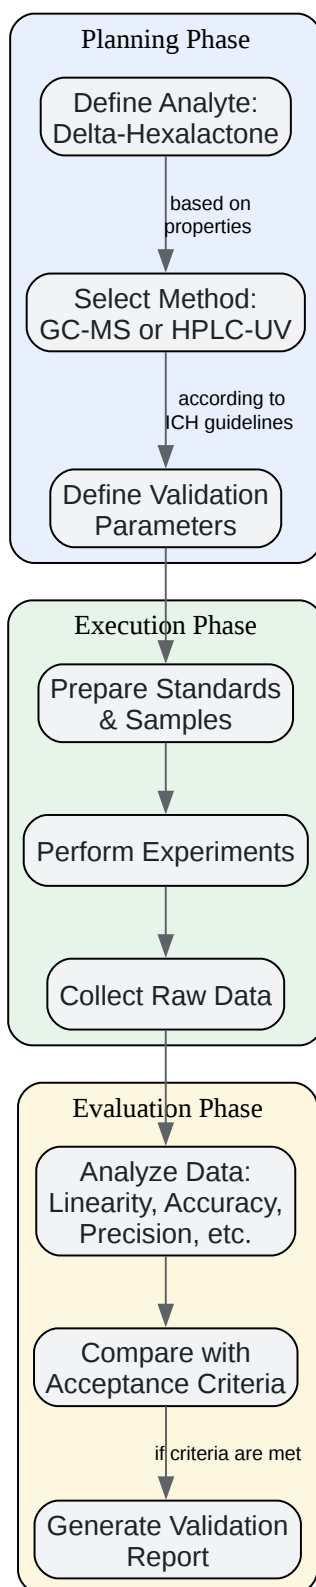 Planning Phase
Define Analyte:
Delta-Hexalactone
based on
properties
Select Method:
GC-MS or HPLC-UV
according to
ICH guidelines
Define Validation
Parameters
Execution Phase
Prepare Standards
& Samples
Perform Experiments
Collect Raw Data
Evaluation Phase
Analyze Data:
Linearity, Accuracy,
Precision, etc.
Compare with
Acceptance Criteria
if criteria are met
Generate Validation
Report